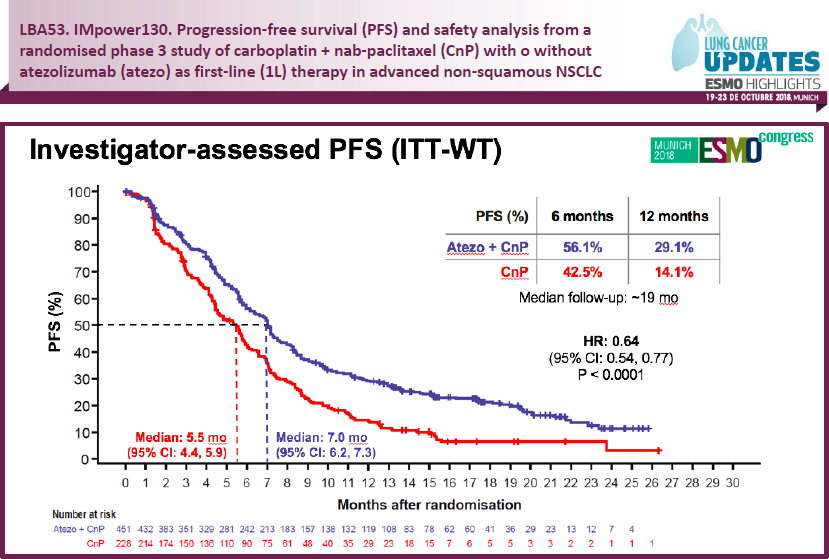 LBA53. IMpower130. Progression-free survival (PFS) and safety analysis from a
randomised phase 3 study of carboplatin + nab-paclitaxel (CnP) with o without
atezolizumab (atezo) as first-line (1L) therapy in advanced non-squamous NSCLC
LUNG CANCER
UPDATES
ESMO HIGHLIGHTS
19-23 DE OCTUBRE 2018, MUNICH
Investigator-assessed PFS (ITT-WT)
MUNICH
2018
ESMO congress
PFS (%) 6 months 12 months
Atezo + CnP 56.1% 29.1%
CnP 42.5% 14.1%
Median follow-up: ~19 mo
HR: 0.64
(95% CI: 0.54, 0.77)
P < 0.0001
PFS (%)
100
90
80
70
60
50
40
30
20
10
0
Median: 5.5 mo
(95% CI: 4.4, 5.9)
Median: 7.0 mo
(95% CI: 6.2, 7.3)
0 1 2 3 4 5 6 7 8 9 10 11 12 13 14 15 16 17 18 19 20 21 22 23 24 25 26 27 28 29 30
Months after randomisation
Number at risk
Atezo + CnP 451 432 383 351 329 281 242 213 183 157 138 132 119 108 83 78 62 60 41 36 29 23 13 12 7 4
CnP 228 214 174 150 136 110 90 75 61 48 40 35 29 23 18 15 7 6 5 5 3 3 2 2 1 1 1